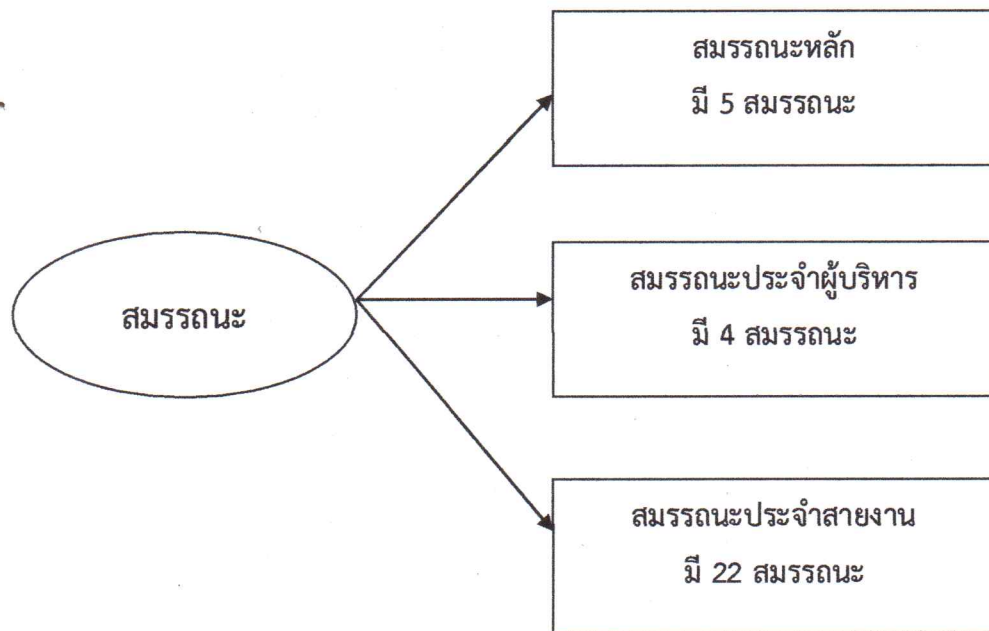 สมรรถนะหลัก
มี 5 สมรรถนะ
สมรรถนะ
สมรรถนะประจำผู้บริหาร
มี 4 สมรรถนะ
สมรรถนะประจำสายงาน
มี 22 สมรรถนะ